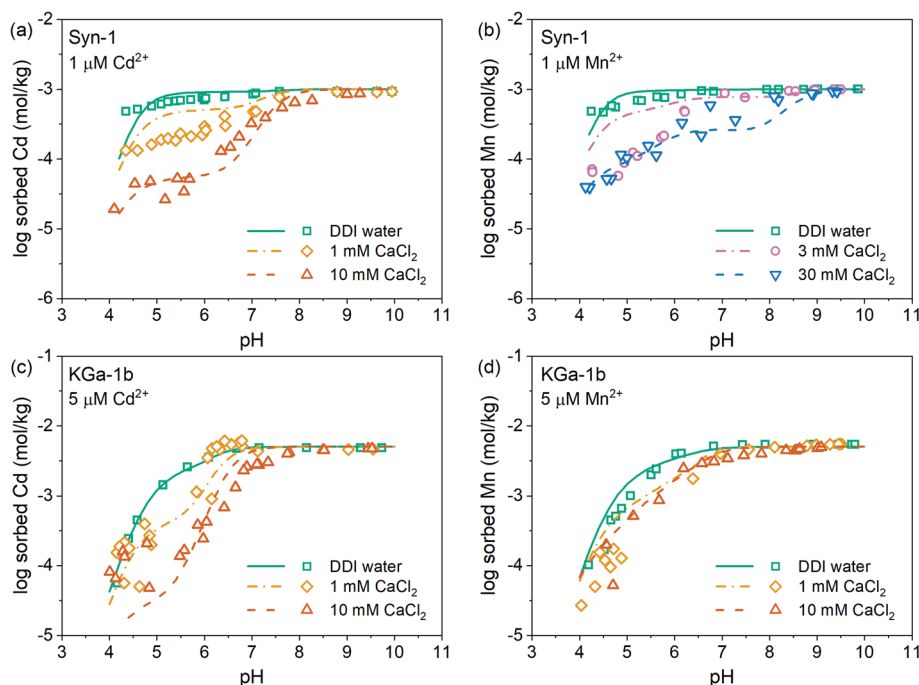 (a)
Syn-1
1 μM Cd²⁺
log sorbed Cd (mol/kg)
-2
-3
-4
-5
-6
DDI water
1 mM CaCl₂
10 mM CaCl₂
3 4 5 6 7 8 9 10 11
pH
(b)
Syn-1
1 μM Mn²⁺
log sorbed Mn (mol/kg)
-2
-3
-4
-5
-6
DDI water
3 mM CaCl₂
30 mM CaCl₂
3 4 5 6 7 8 9 10 11
pH
(c)
KGa-1b
5 μM Cd²⁺
log sorbed Cd (mol/kg)
-1
-2
-3
-4
-5
DDI water
1 mM CaCl₂
10 mM CaCl₂
3 4 5 6 7 8 9 10 11
pH
(d)
KGa-1b
5 μM Mn²⁺
log sorbed Mn (mol/kg)
-1
-2
-3
-4
-5
DDI water
1 mM CaCl₂
10 mM CaCl₂
3 4 5 6 7 8 9 10 11
pH